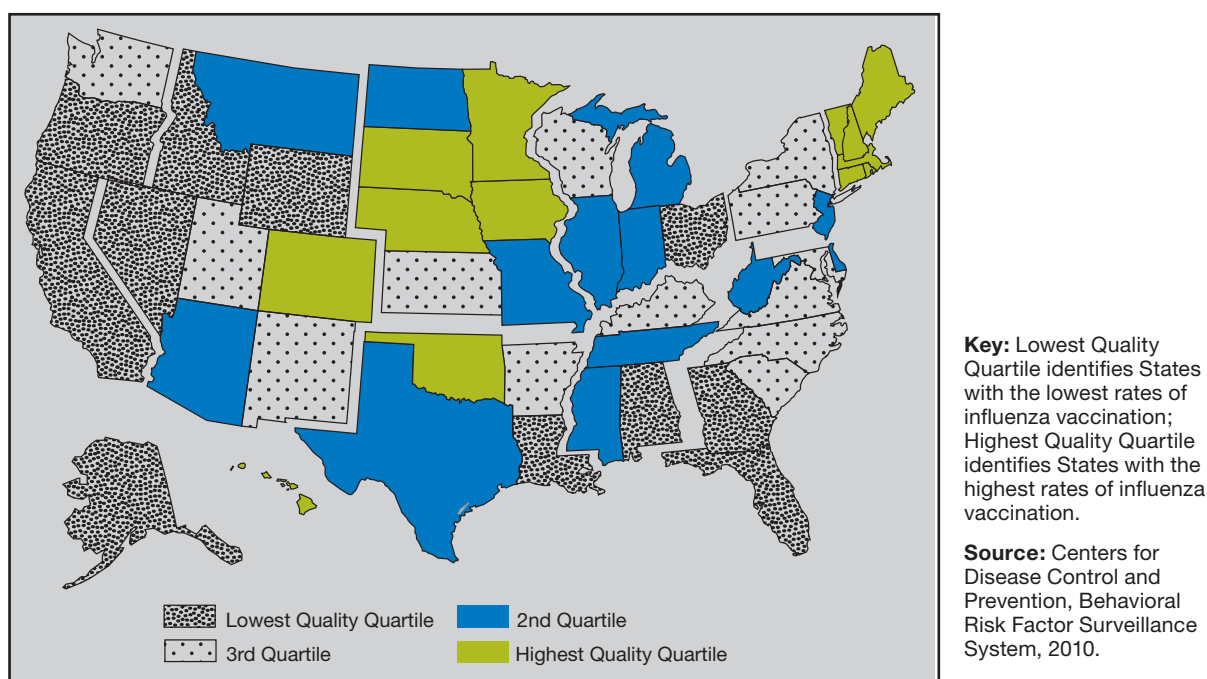 Key: Lowest Quality
Quartile identifies States
with the lowest rates of
influenza vaccination;
Highest Quality Quartile
identifies States with the
highest rates of influenza
vaccination.
Source: Centers for
Disease Control and
Prevention, Behavioral
Risk Factor Surveillance
System, 2010.
Lowest Quality Quartile
2nd Quartile
3rd Quartile
Highest Quality Quartile